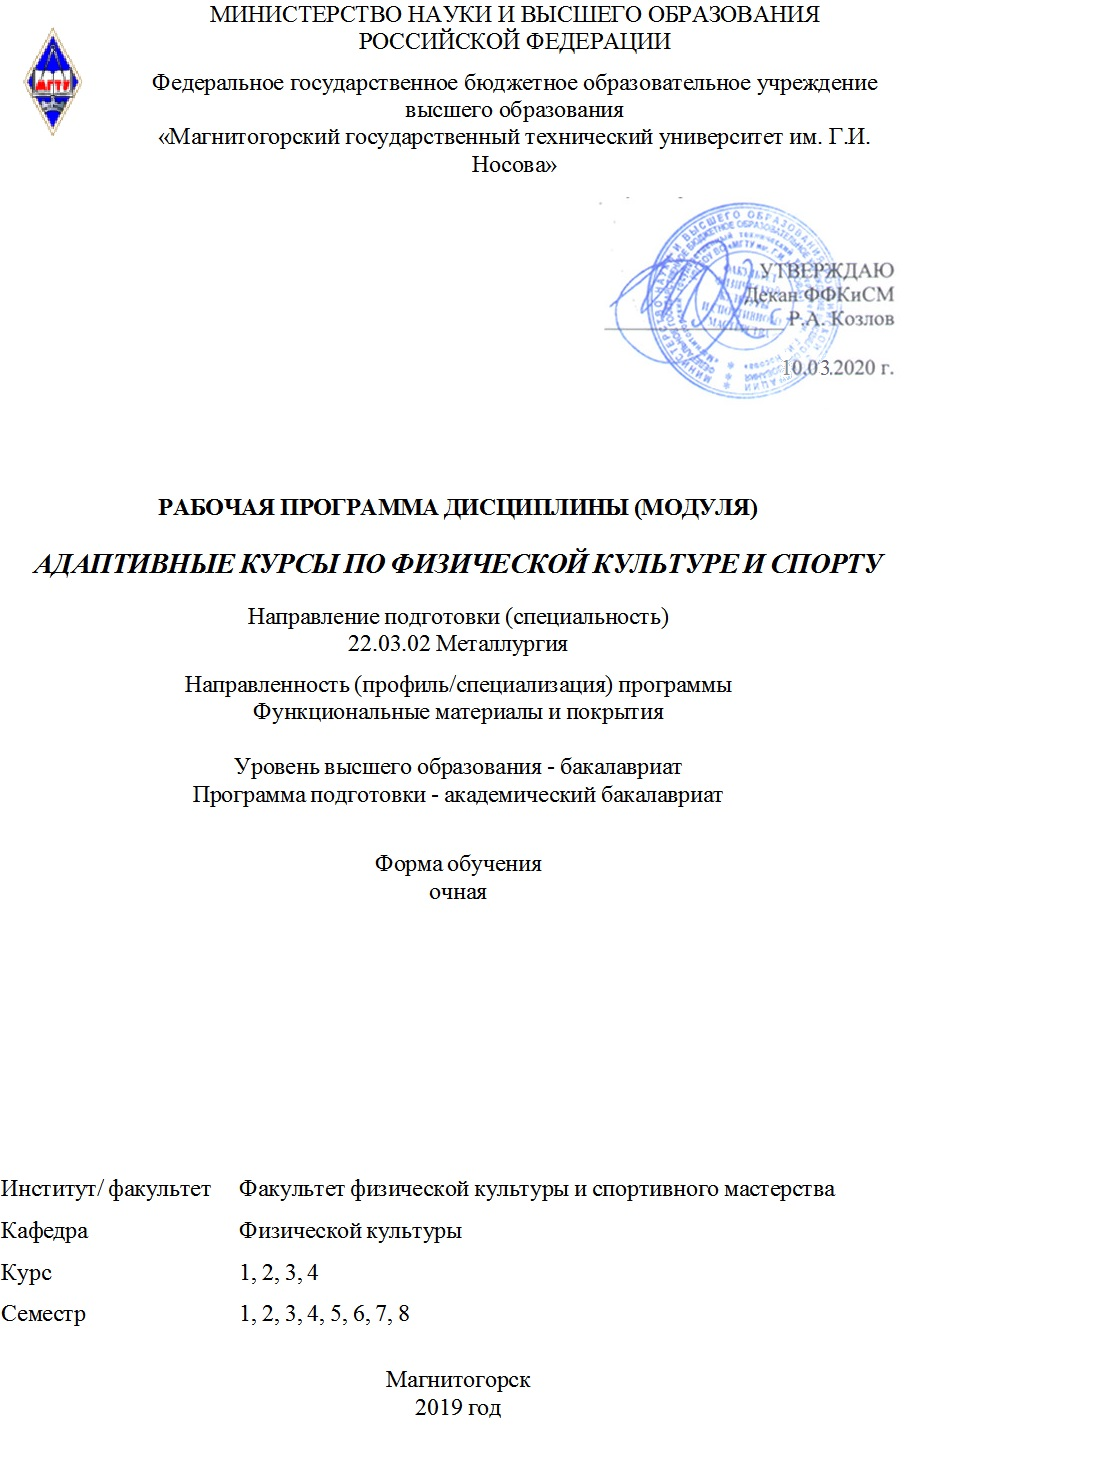 МИНИСТЕРСТВО НАУКИ И ВЫСШЕГО ОБРАЗОВАНИЯ
РОССИЙСКОЙ ФЕДЕРАЦИИ
МГТУ
Федеральное государственное бюджетное образовательное учреждение
высшего образования
«Магнитогорский государственный технический университет им. Г.И.
Носова»
УТВЕРЖДАЮ
Декан ФФКиСМ
Р.А. Козлов
10.03.2020 г.
РАБОЧАЯ ПРОГРАММА ДИСЦИПЛИНЫ (МОДУЛЯ)
АДАПТИВНЫЕ КУРСЫ ПО ФИЗИЧЕСКОЙ КУЛЬТУРЕ И СПОРТУ
Направление подготовки (специальность)
22.03.02 Металлургия
Направленность (профиль/специализация) программы
Функциональные материалы и покрытия
Уровень высшего образования - бакалавриат
Программа подготовки - академический бакалавриат
Форма обучения
очная
Институт/ факультет Факультет физической культуры и спортивного мастерства
Кафедра Физической культуры
Курс 1, 2, 3, 4
Семестр 1, 2, 3, 4, 5, 6, 7, 8
Магнитогорск
2019 год